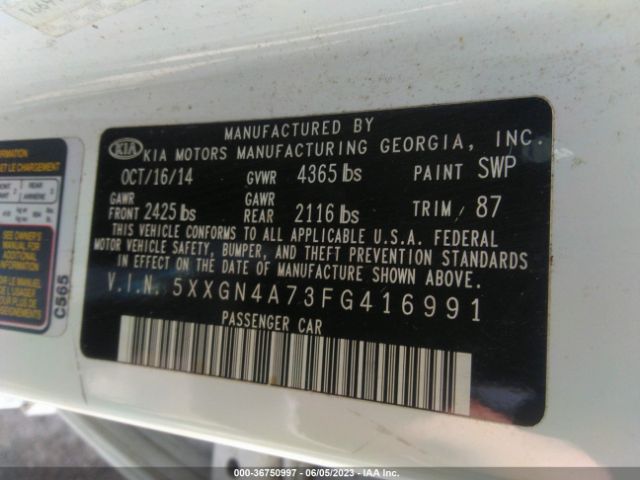 MANUFACTURED BY
KIA KIA MOTORS MANUFACTURING GEORGIA, INC.
OCT/16/14 GVWR 4365 lbs PAINT SWP
GAWR FRONT 2425 lbs GAWR REAR 2116 lbs TRIM / 87
THIS VEHICLE CONFORMS TO ALL APPLICABLE U.S.A. FEDERAL
MOTOR VEHICLE SAFETY, BUMPER, AND THEFT PREVENTION STANDARDS
IN EFFECT ON THE DATE OF MANUFACTURE SHOWN ABOVE.
V.I.N. 5XXGN4A73FG416991
PASSENGER CAR
C565
000-36750997 - 06/05/2023 - IAA Inc.